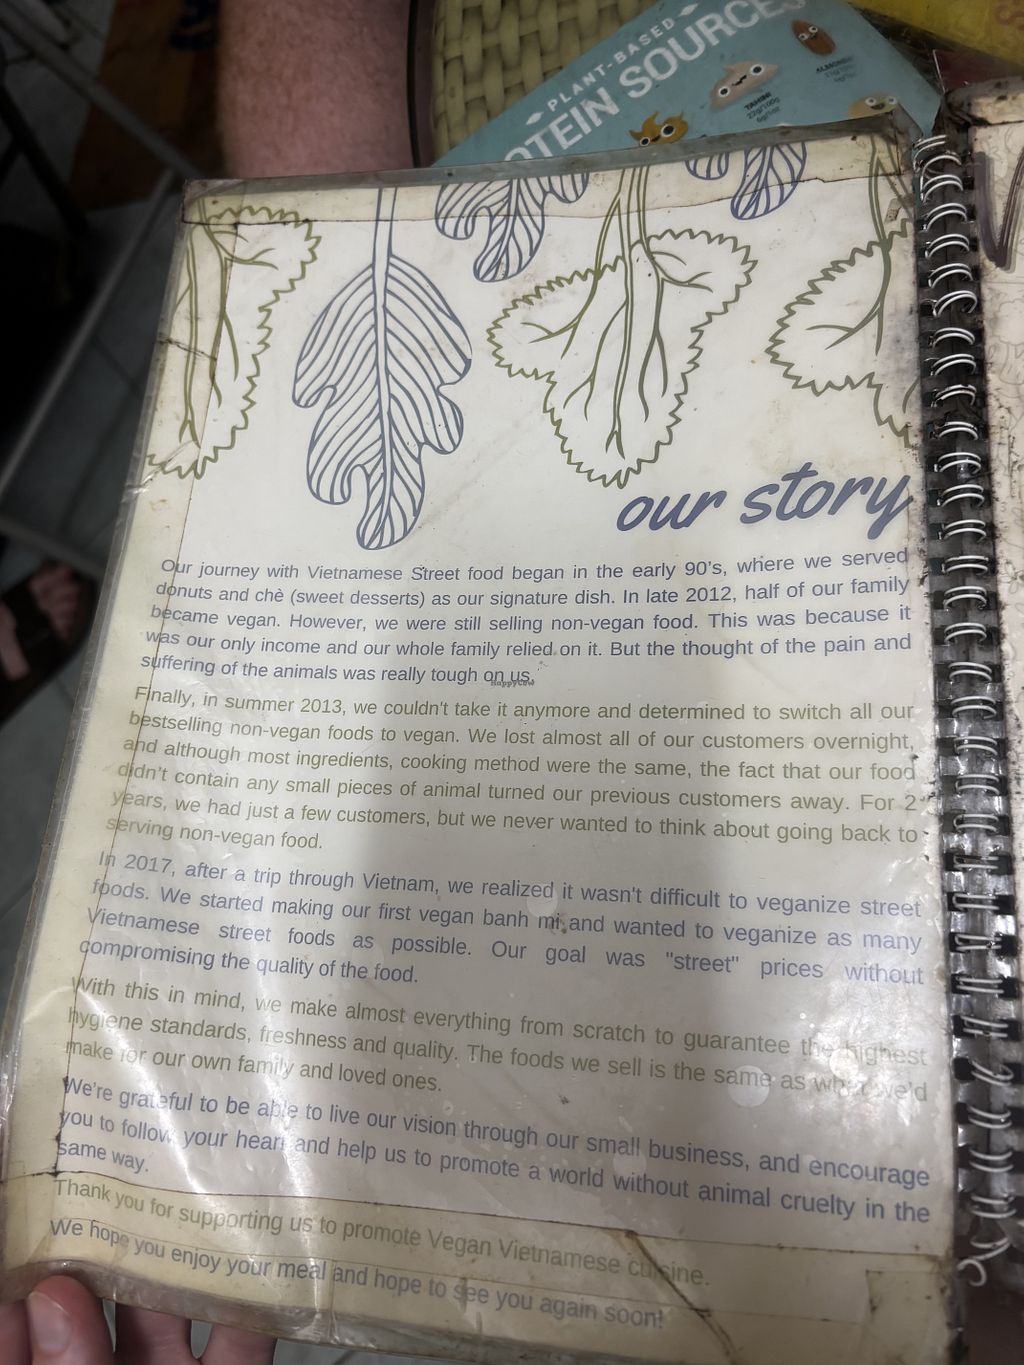 PLANT-BASED
PROTEIN SOURCES
TAHINI
22g/100g
6g/1oz
ALMONDS
our story
Our journey with Vietnamese Street food began in the early 90's, where we served
donuts and chè (sweet desserts) as our signature dish. In late 2012, half of our family
became vegan. However, we were still selling non-vegan food. This was because it
was our only income and our whole family relied on it. But the thought of the pain and
suffering of the animals was really tough on us.
HappyCow
Finally, in summer 2013, we couldn't take it anymore and determined to switch all our
bestselling non-vegan foods to vegan. We lost almost all of our customers overnight,
and although most ingredients, cooking method were the same, the fact that our food
didn't contain any small pieces of animal turned our previous customers away. For 2
years, we had just a few customers, but we never wanted to think about going back to
serving non-vegan food.
In 2017, after a trip through Vietnam, we realized it wasn't difficult to veganize street
foods. We started making our first vegan banh mi and wanted to veganize as many
Vietnamese street foods as possible. Our goal was "street" prices without
compromising the quality of the food.
With this in mind, we make almost everything from scratch to guarantee the highest
hygiene standards, freshness and quality. The foods we sell is the same as what we'd
make for our own family and loved ones.
We're grateful to be able to live our vision through our small business, and encourage
you to follow your heart and help us to promote a world without animal cruelty in the
same way.
Thank you for supporting us to promote Vegan Vietnamese cuisine.
We hope you enjoy your meal and hope to see you again soon!